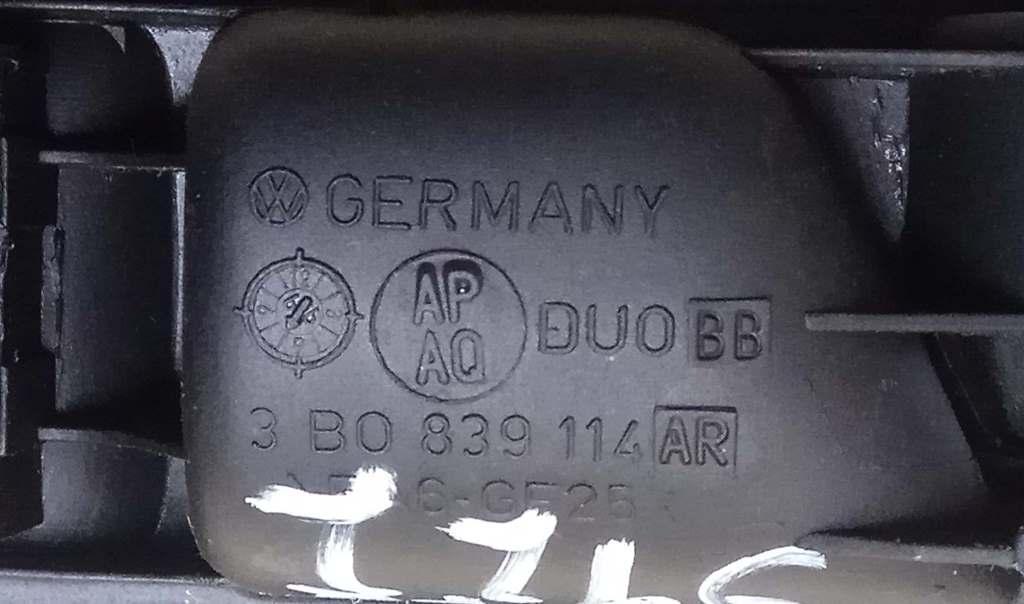 GERMANY
AP
AQ
DUO BB
3 B0 839 114 AR